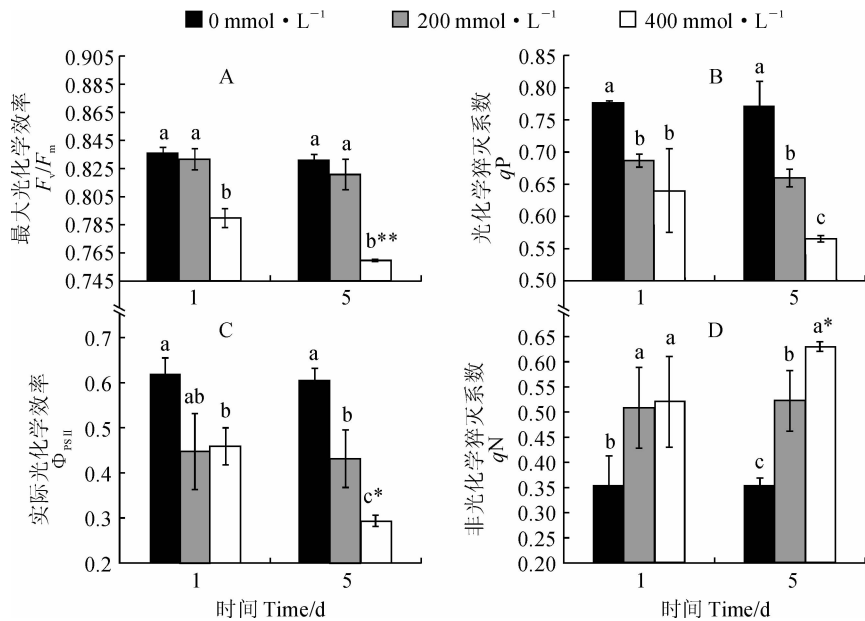 0 mmol·L⁻¹
200 mmol·L⁻¹
400 mmol·L⁻¹
最大光化学效率
Fv/Fm
0.905
0.885
0.865
0.845
0.825
0.805
0.785
0.765
0.745
A
a
a
b
a
a
b**
1
5
光化学猝灭系数
qP
0.85
0.80
0.75
0.70
0.65
0.60
0.55
0.50
B
a
b
b
a
b
c
1
5
实际光化学效率
ΦPSⅡ
0.7
0.6
0.4
0.3
0.2
C
a
ab
b
a
b
c*
1
5
时间 Time/d
非光化学猝灭系数
qN
0.65
0.60
0.55
0.50
0.45
0.40
0.35
0.30
0.25
0.20
D
b
a
a
c
b
a*
1
5
时间 Time/d